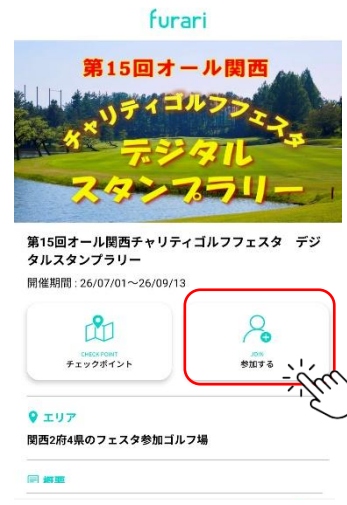 furari
第15回オール関西
チャリティゴルフフェスタ
デジタル
スタンプラリー
第15回オール関西チャリティゴルフフェスタ　デジ
タルスタンプラリー
開催期間 : 26/07/01～26/09/13
CHECK POINT
チェックポイント
JOIN
参加する
エリア
関西2府4県のフェスタ参加ゴルフ場
概要